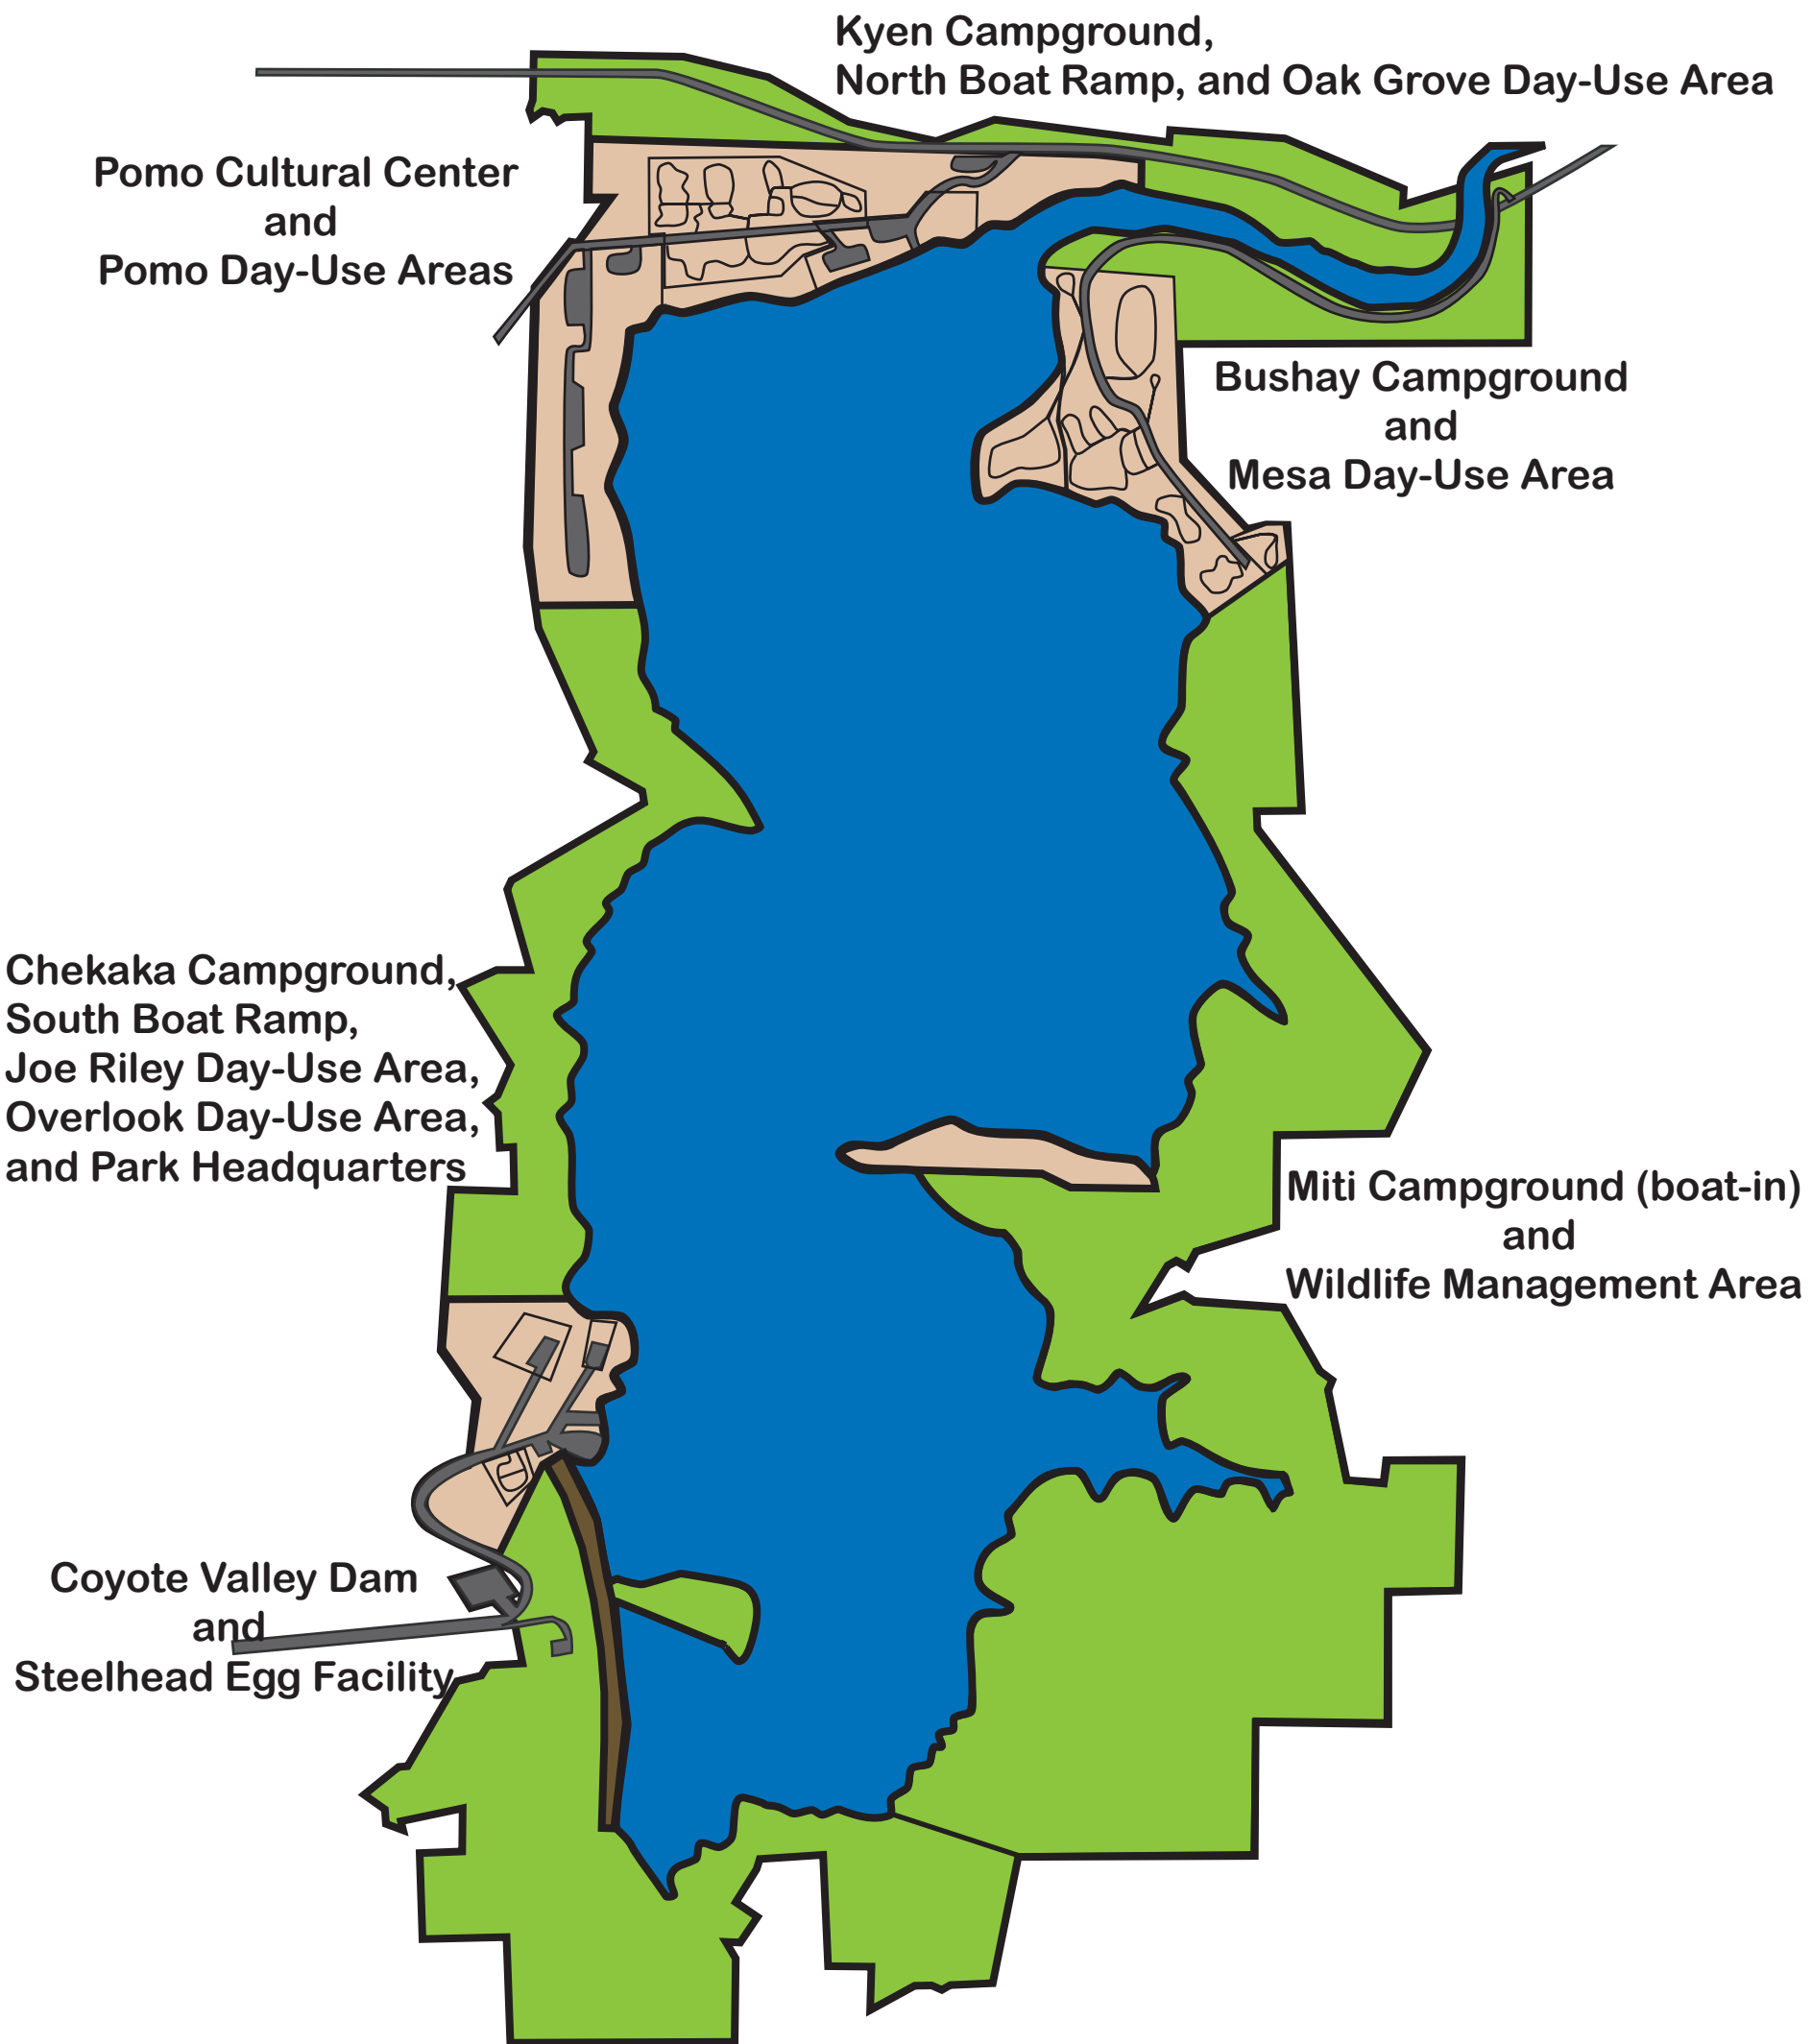 Kyen Campground,
North Boat Ramp, and Oak Grove Day-Use Area
Pomo Cultural Center
and
Pomo Day-Use Areas
Bushay Campground
and
Mesa Day-Use Area
Chekaka Campground,
South Boat Ramp,
Joe Riley Day-Use Area,
Overlook Day-Use Area,
and Park Headquarters
Miti Campground (boat-in)
and
Wildlife Management Area
Coyote Valley Dam
and
Steelhead Egg Facility